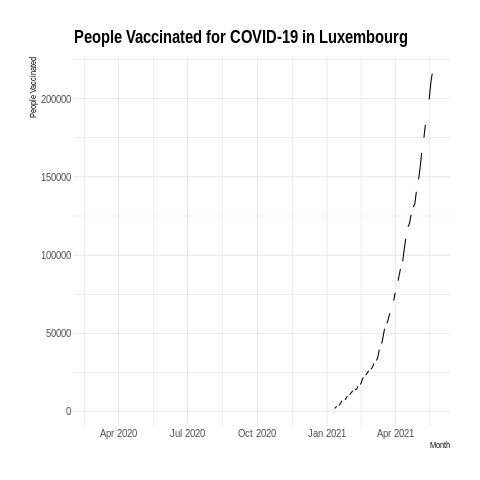 People Vaccinated for COVID-19 in Luxembourg
People Vaccinated
200000
150000
100000
50000
0
Apr 2020 Jul 2020 Oct 2020 Jan 2021 Apr 2021
Month